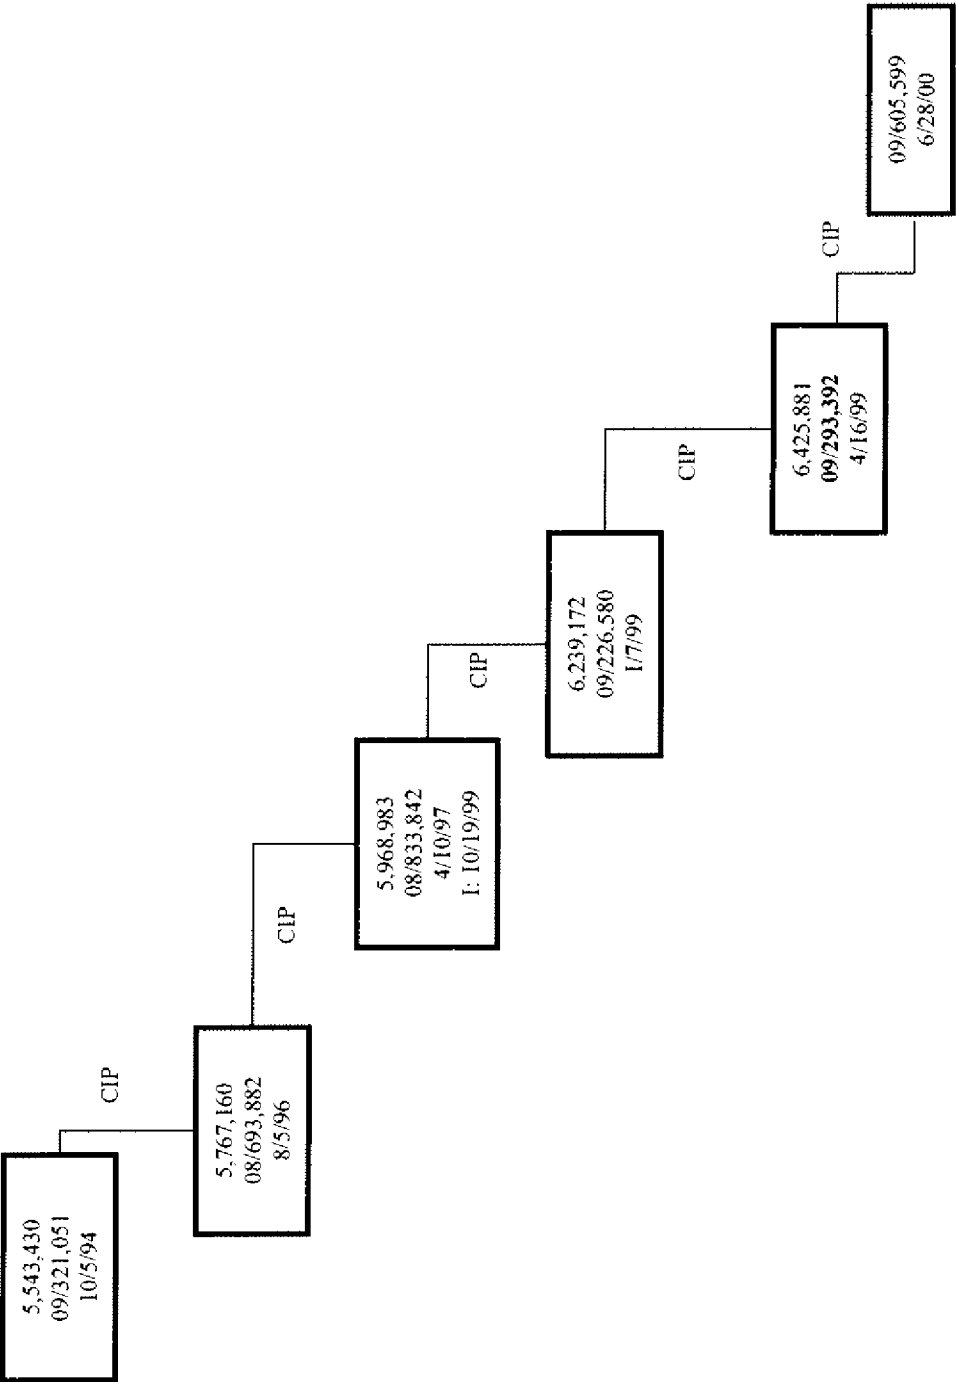 5,543,430
09/321,051
10/5/94
CIP
5,767,160
08/693,882
8/5/96
CIP
5,968,983
08/833,842
4/10/97
I: 10/19/99
CIP
6,239,172
09/226.580
1/7/99
CIP
6,425.881
09/293,392
4/16/99
CIP
09/605,599
6/28/00